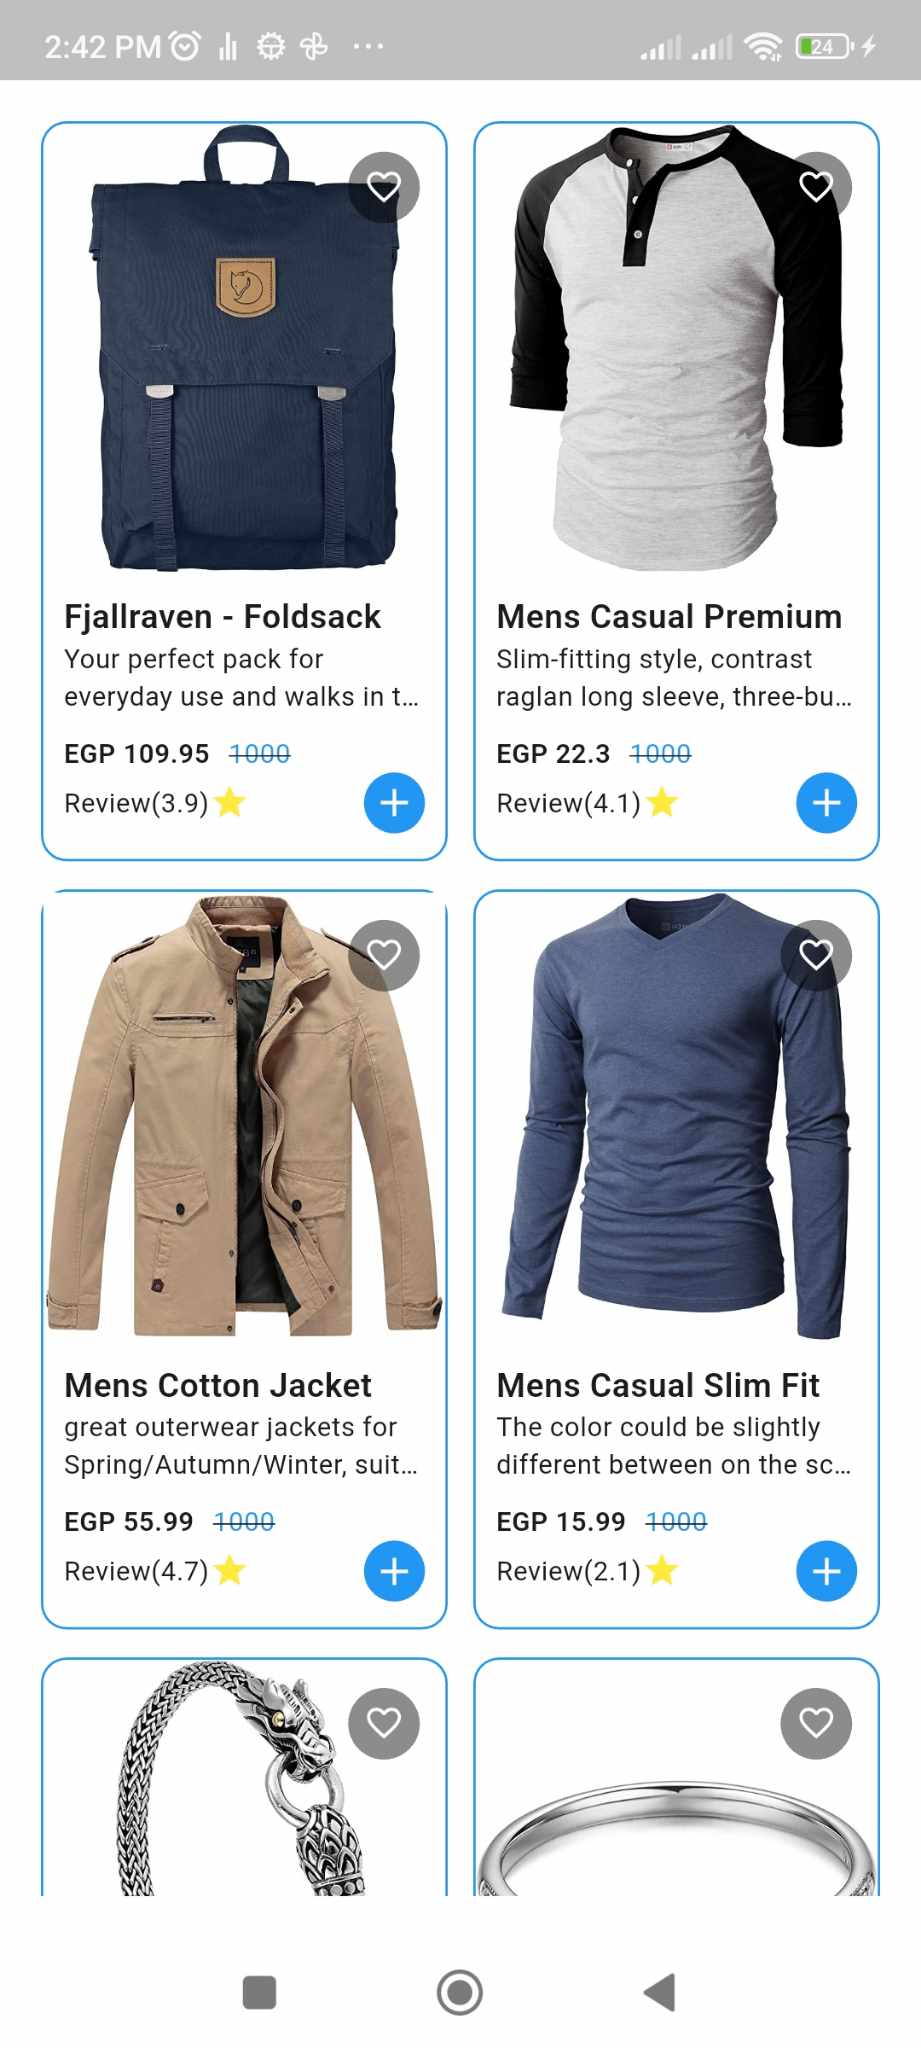 2:42 PM
24
Fjallraven - Foldsack
Your perfect pack for
everyday use and walks in t...
EGP 109.95 1000
Review(3.9)
Mens Casual Premium
Slim-fitting style, contrast
raglan long sleeve, three-bu...
EGP 22.3 1000
Review(4.1)
Mens Cotton Jacket
great outerwear jackets for
Spring/Autumn/Winter, suit...
EGP 55.99 1000
Review(4.7)
Mens Casual Slim Fit
The color could be slightly
different between on the sc...
EGP 15.99 1000
Review(2.1)